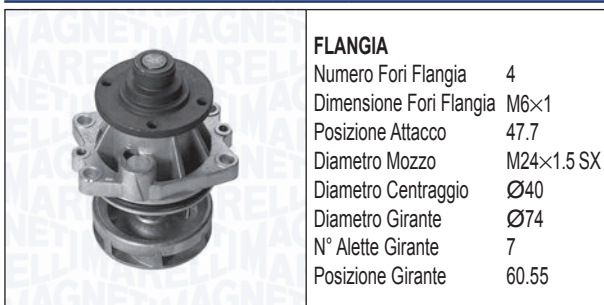 FLANGIA
Numero Fori Flangia 4
Dimensione Fori Flangia M6×1
Posizione Attacco 47.7
Diametro Mozzo M24×1.5 SX
Diametro Centraggio Ø40
Diametro Girante Ø74
N° Alette Girante 7
Posizione Girante 60.55